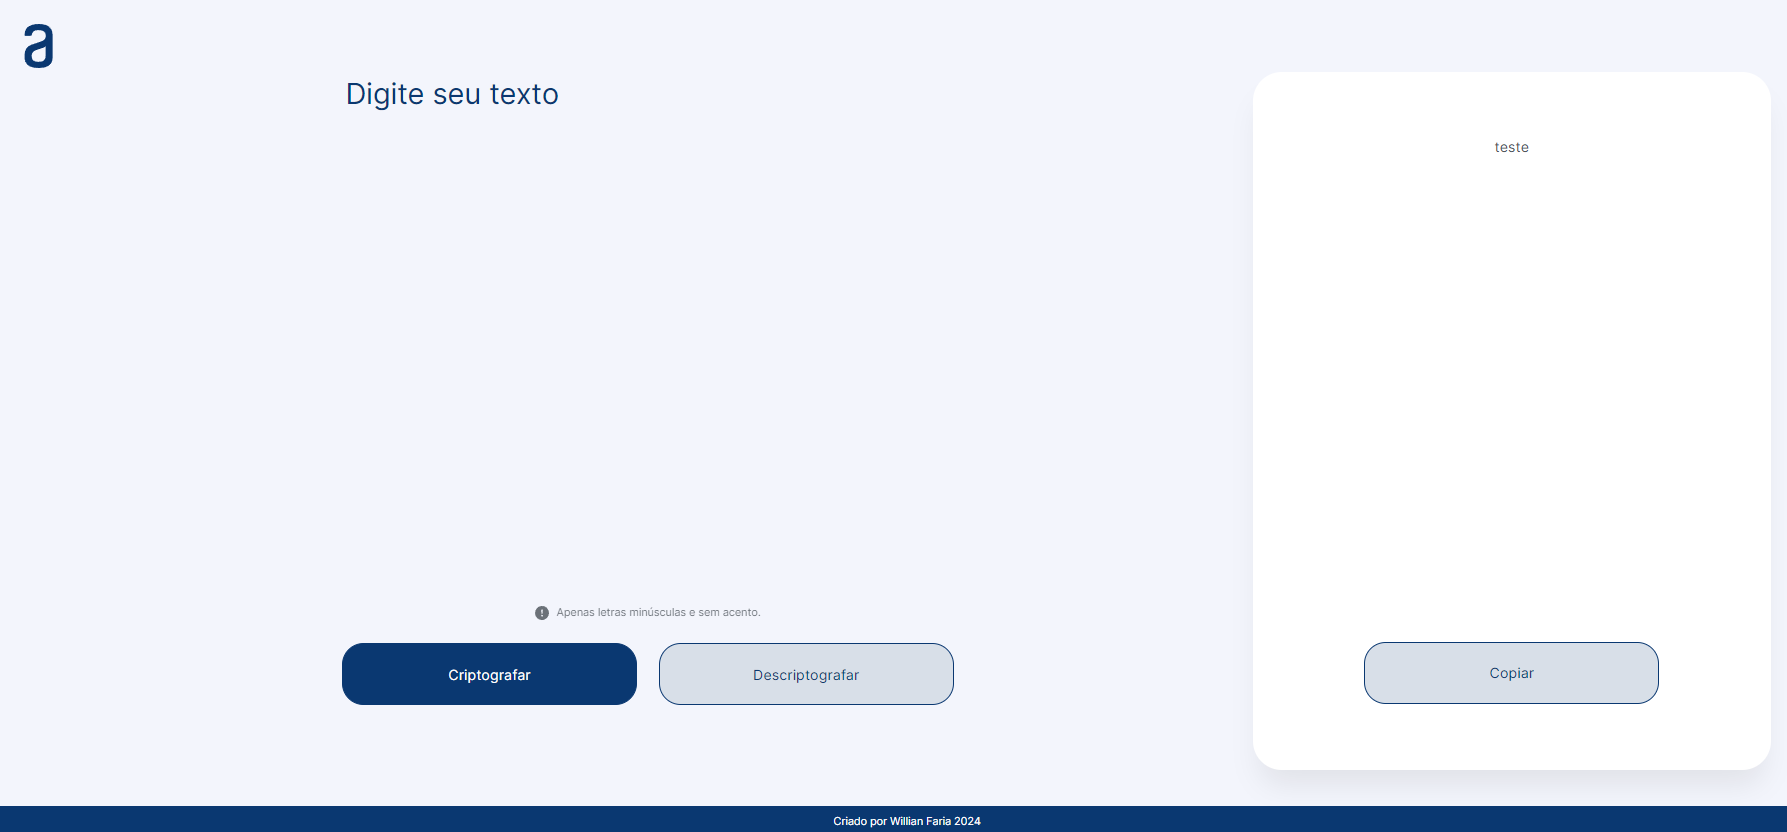 a
Digite seu texto
teste
Apenas letras minúsculas e sem acento.
Criptografar
Descriptografar
Copiar
Criado por Willian Faria 2024